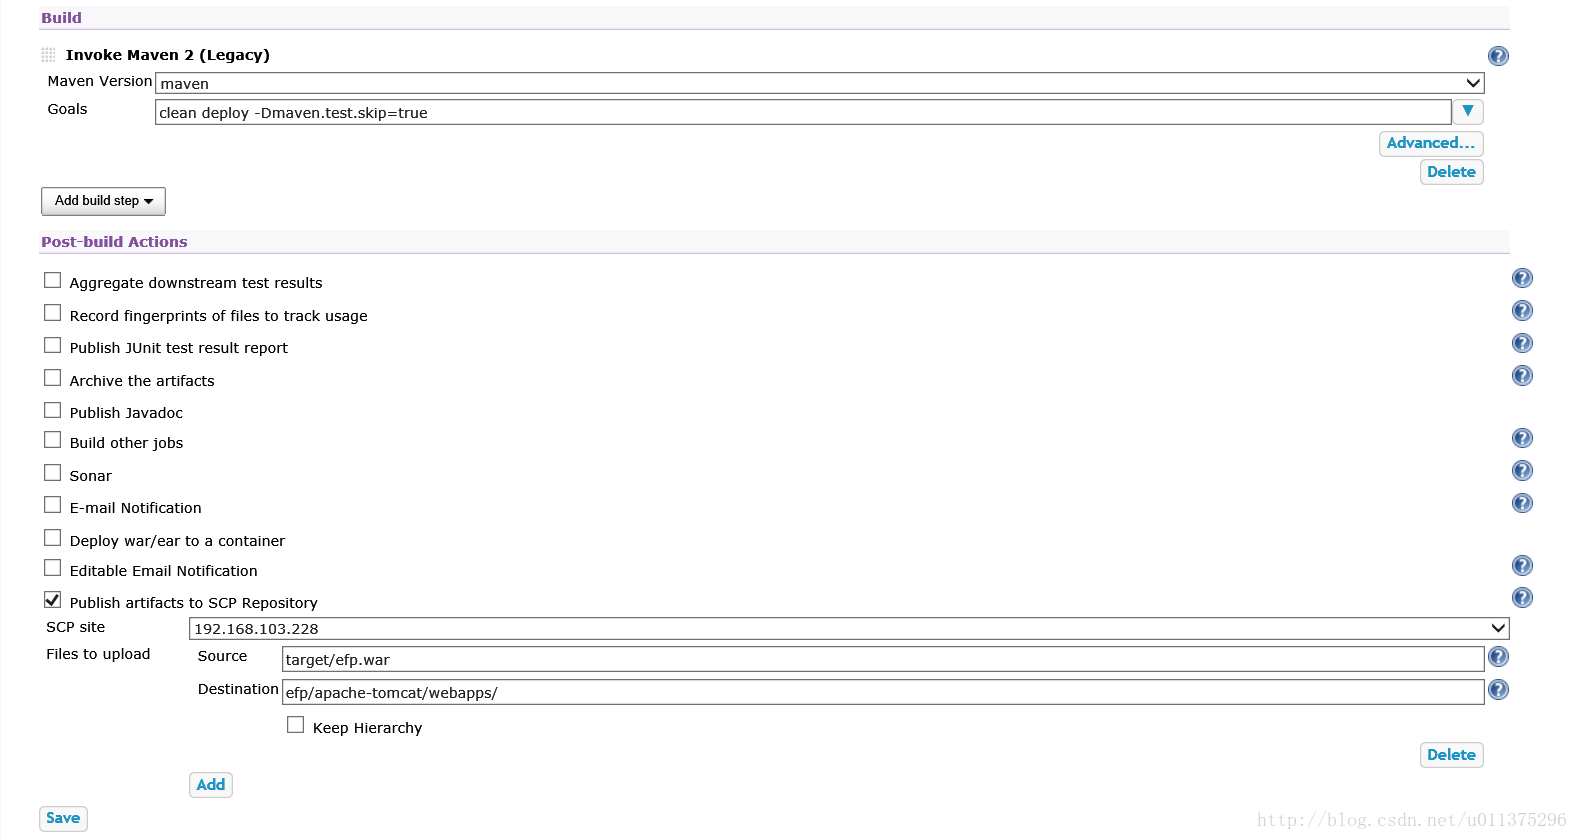 Build
Invoke Maven 2 (Legacy)
Maven Version maven
Goals clean deploy -Dmaven.test.skip=true
Advanced...
Delete
Add build step
Post-build Actions
Aggregate downstream test results
Record fingerprints of files to track usage
Publish JUnit test result report
Archive the artifacts
Publish Javadoc
Build other jobs
Sonar
E-mail Notification
Deploy war/ear to a container
Editable Email Notification
Publish artifacts to SCP Repository
SCP site 192.168.103.228
Files to upload Source target/efp.war
Destination efp/apache-tomcat/webapps/
Keep Hierarchy
Delete
Add
Save
http://blog.csdn.net/u011375296